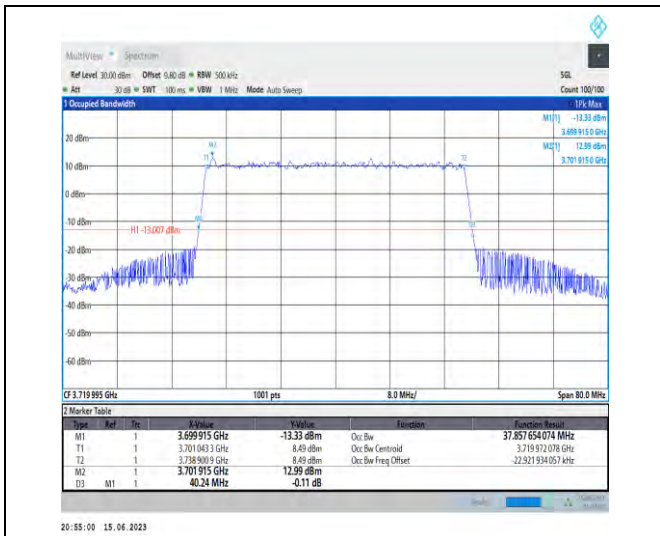 MultiView Spectrum
Ref Level 30.00 dBm Offset 9.80 dB RBW 500 kHz SGL
Att 30 dB SWT 100 ms VBW 1 MHz Mode Auto Sweep Count 100/100
1 Occupied Bandwidth 1Pk Max
M1[1] -13.33 dBm
3.699 915 0 GHz
20 dBm M2[1] 12.99 dBm
3.701 915 0 GHz
M2
T1 T2
10 dBm
0 dBm
-10 dBm
H1 -13.007 dBm
-20 dBm
-30 dBm
-40 dBm
-50 dBm
-60 dBm
CF 3.719 995 GHz 1001 pts 8.0 MHz/ Span 80.0 MHz
2 Marker Table
Type Ref Trc X-Value Y-Value Function Function Result
M1 1 3.699 915 GHz -13.33 dBm Occ Bw 37.857 654 074 MHz
T1 1 3.701 043 3 GHz 8.49 dBm Occ Bw Centroid 3.719 972 078 GHz
T2 1 3.738 900 9 GHz 8.49 dBm Occ Bw Freq Offset -22.921 934 057 kHz
M2 1 3.701 915 GHz 12.99 dBm
D3 M1 1 40.24 MHz -0.11 dB
20:55:00 15.06.2023